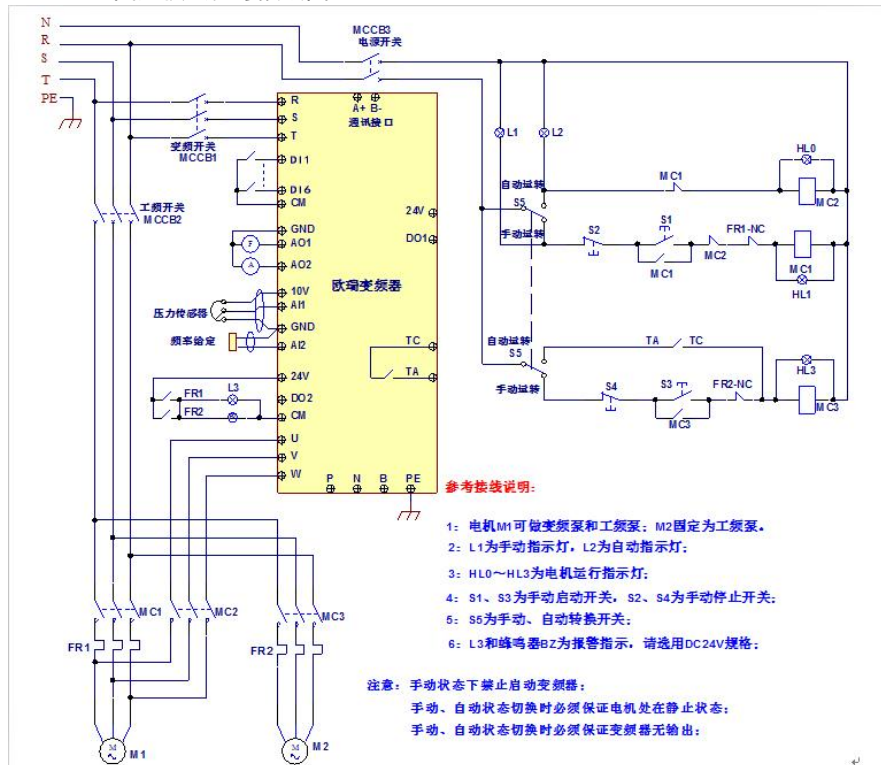 N
R
S
T
PE
MCCB3
电源开关
变频开关
MCCB1
工频开关
MCCB2
R
S
T
DI1
DI6
CM
GND
AO1
AO2
10V
AI1
GND
AI2
24V
DO2
CM
U
V
W
A+ B-
通讯接口
24V
DO1
欧瑞变频器
TC
TA
P N B PE
F
A
压力传感器
频率给定
FR1
FR2
L3
L1
L2
自动运转
S5
手动运转
MC1
HL0
MC2
S2
S1
MC1
MC2
FR1-NC
MC1
HL1
自动运转
S5
手动运转
TA TC
S4
S3
MC3
FR2-NC
HL3
MC3
MC1
MC2
MC3
FR1
FR2
M
M1
M
M2
参考接线说明:
1: 电机M1可做变频泵和工频泵; M2固定为工频泵。
2: L1为手动指示灯, L2为自动指示灯;
3: HL0～HL3为电机运行指示灯;
4: S1、S3为手动启动开关, S2、S4为手动停止开关;
5: S5为手动、自动转换开关;
6: L3和蜂鸣器BZ为报警指示, 请选用DC24V规格;
注意: 手动状态下禁止启动变频器;
手动、自动状态切换时必须保证电机处在静止状态;
手动、自动状态切换时必须保证变频器无输出;